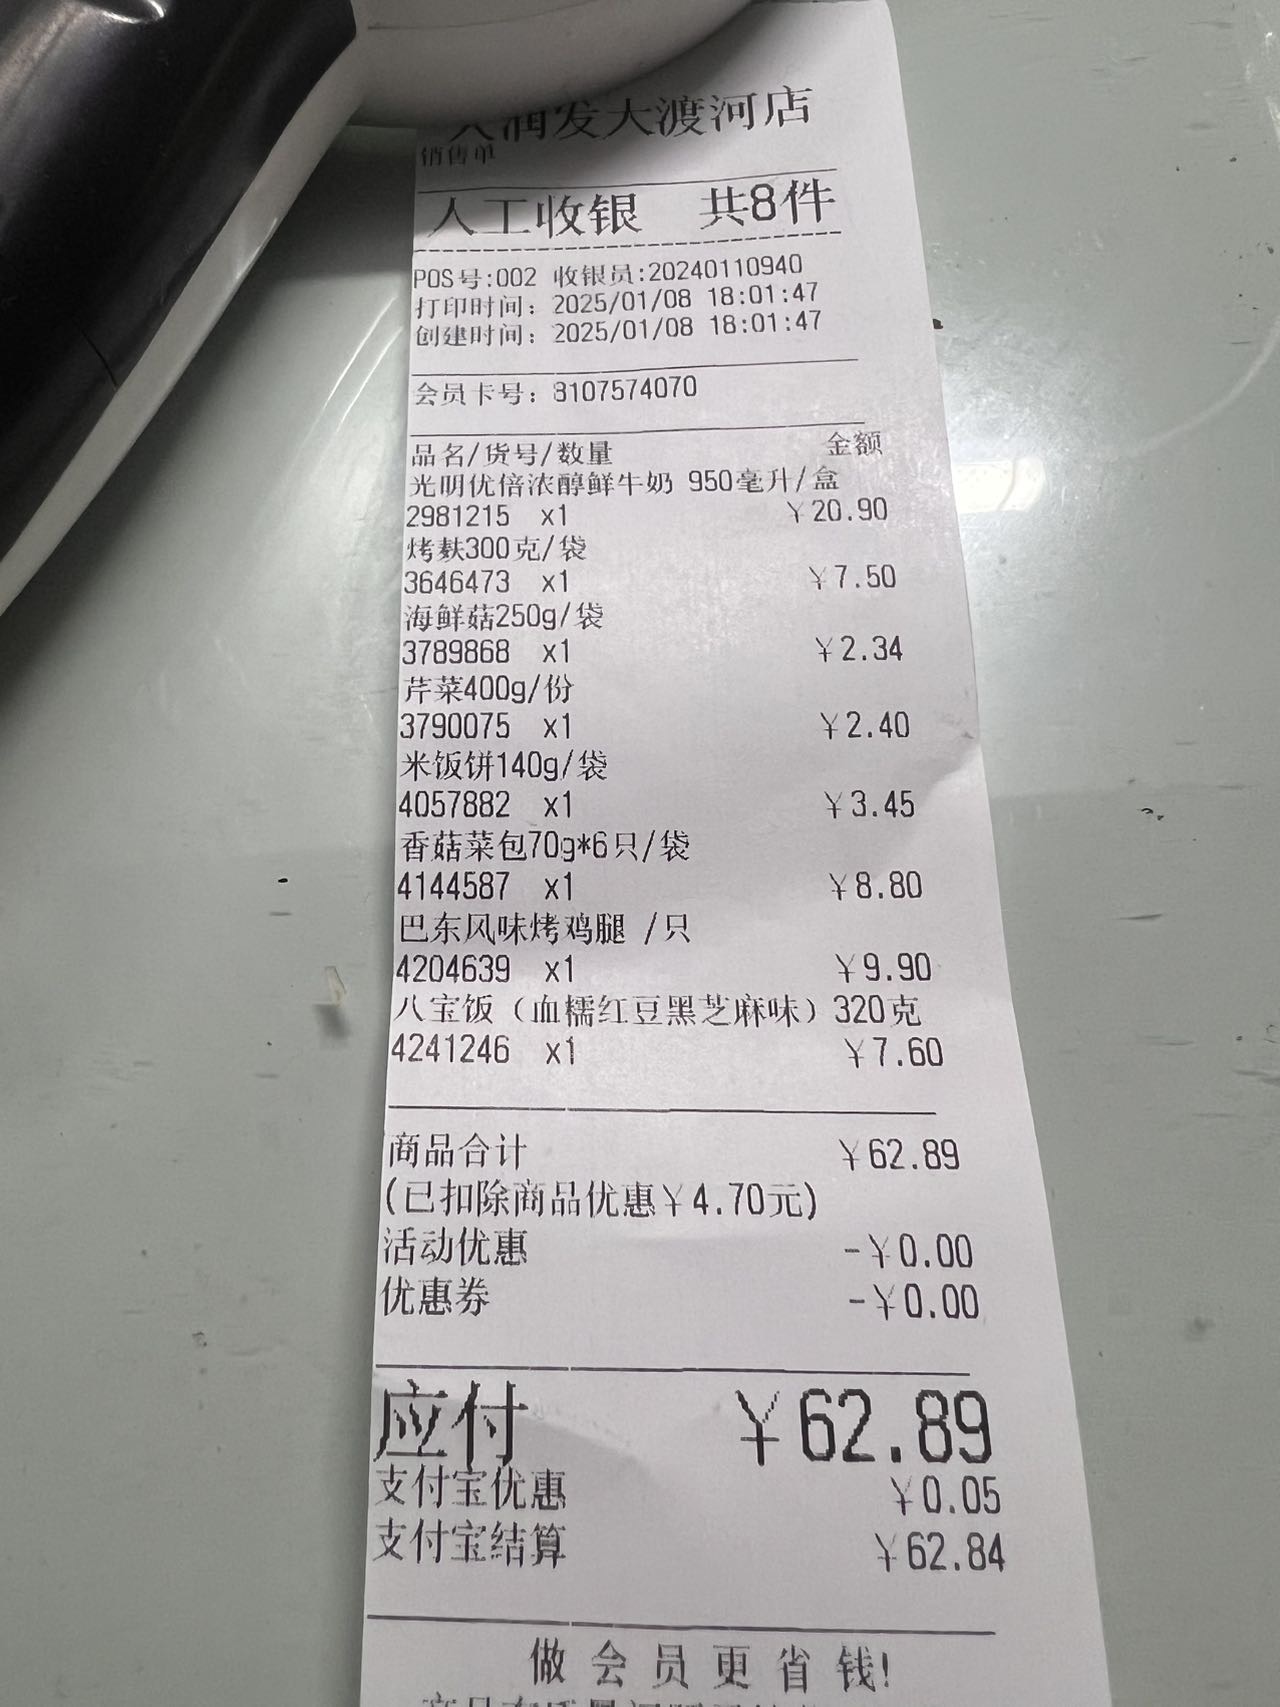 大润发大渡河店
销售单
人工收银 共8件
POS号:002 收银员:20240110940
打印时间: 2025/01/08 18:01:47
创建时间: 2025/01/08 18:01:47
会员卡号: 8107574070
品名/货号/数量 金额
光明优倍浓醇鲜牛奶 950毫升/盒
2981215 x1 ¥20.90
烤麸300克/袋
3646473 x1 ¥7.50
海鲜菇250g/袋
3789868 x1 ¥2.34
芹菜400g/份
3790075 x1 ¥2.40
米饭饼140g/袋
4057882 x1 ¥3.45
香菇菜包70g*6只/袋
4144587 x1 ¥8.80
巴东风味烤鸡腿 /只
4204639 x1 ¥9.90
八宝饭（血糯红豆黑芝麻味）320克
4241246 x1 ¥7.60
商品合计 ¥62.89
(已扣除商品优惠¥4.70元)
活动优惠 -¥0.00
优惠券 -¥0.00
应付 ¥62.89
支付宝优惠 ¥0.05
支付宝结算 ¥62.84
做会员更省钱!